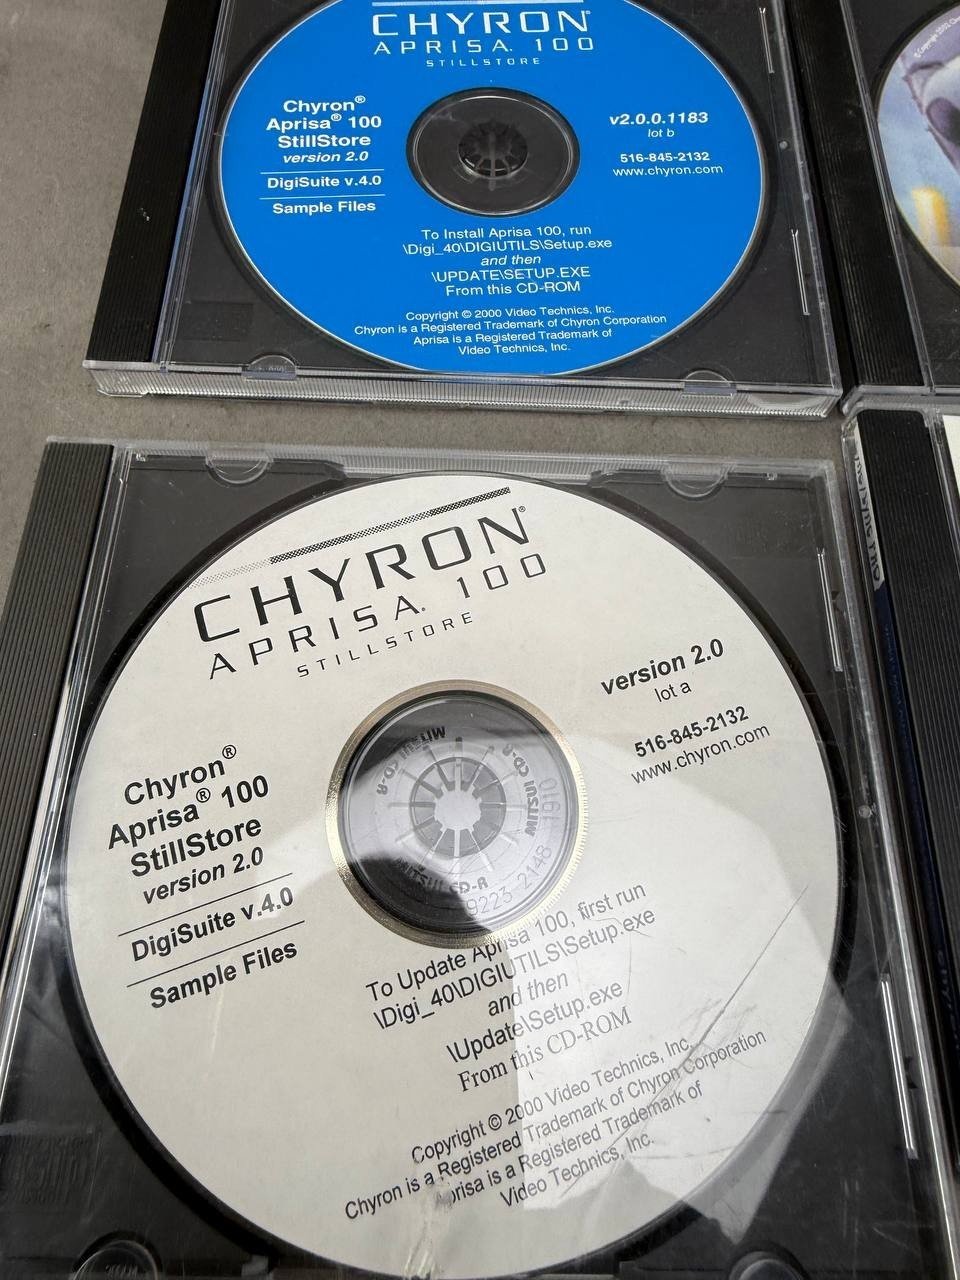 CHYRON®
APRISA® 100
STILLSTORE
Chyron®
Aprisa® 100
StillStore
version 2.0
DigiSuite v.4.0
Sample Files
v2.0.0.1183
lot b
516-845-2132
www.chyron.com
To Install Aprisa 100, run
\Digi_40\DIGIUTILS\Setup.exe
and then
\UPDATE\SETUP.EXE
From this CD-ROM
Copyright © 2000 Video Technics, Inc.
Chyron is a Registered Trademark of Chyron Corporation
Aprisa is a Registered Trademark of
Video Technics, Inc.
CHYRON®
APRISA® 100
STILLSTORE
version 2.0
lot a
516-845-2132
www.chyron.com
Chyron®
Aprisa® 100
StillStore
version 2.0
DigiSuite v.4.0
Sample Files
MITSUI CD-R
MITSUI CD-R
MITSUI CD-R
9223 2148
To Update Aprisa 100, first run
\Digi_40\DIGIUTILS\Setup.exe
and then
\Update\Setup.exe
From this CD-ROM
Copyright © 2000 Video Technics, Inc.
Chyron is a Registered Trademark of Chyron Corporation
Aprisa is a Registered Trademark of
Video Technics, Inc.